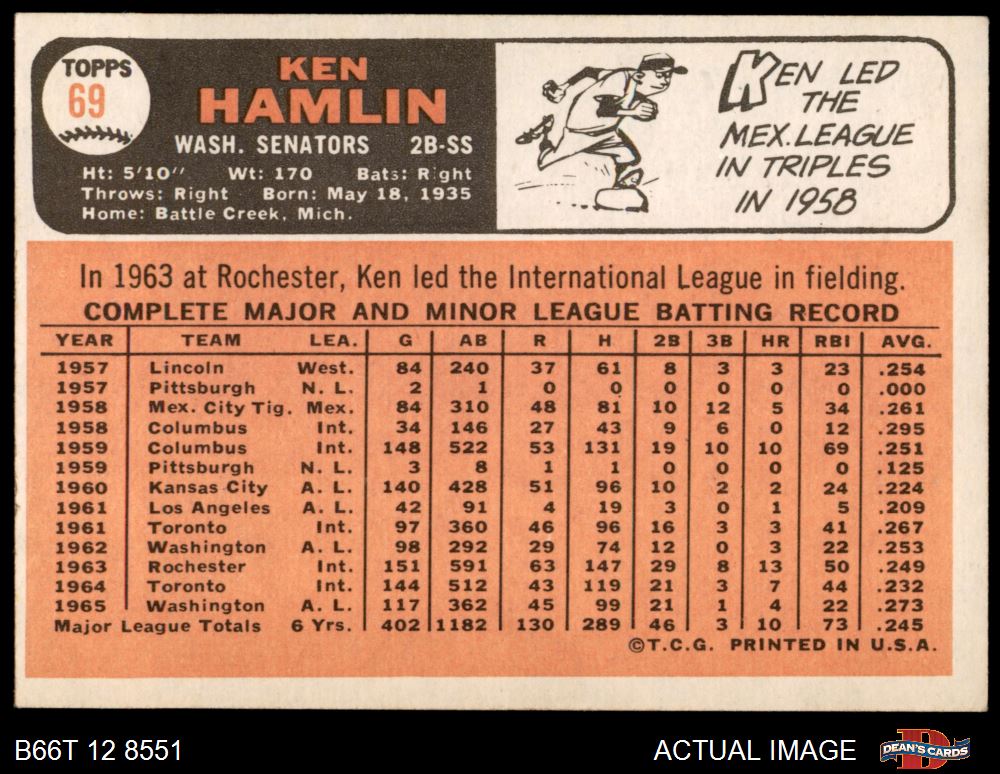 TOPPS
69
KEN
HAMLIN
WASH. SENATORS 2B-SS
Ht: 5'10" Wt: 170 Bats: Right
Throws: Right Born: May 18, 1935
Home: Battle Creek, Mich.
KEN LED
THE
MEX. LEAGUE
IN TRIPLES
IN 1958
In 1963 at Rochester, Ken led the International League in fielding.
COMPLETE MAJOR AND MINOR LEAGUE BATTING RECORD
YEAR TEAM LEA. G AB R H 2B 3B HR RBI AVG.
1957 Lincoln West. 84 240 37 61 8 3 3 23 .254
1957 Pittsburgh N. L. 2 1 0 0 0 0 0 0 .000
1958 Mex. City Tig. Mex. 84 310 48 81 10 12 5 34 .261
1958 Columbus Int. 34 146 27 43 9 6 0 12 .295
1959 Columbus Int. 148 522 53 131 19 10 10 69 .251
1959 Pittsburgh N. L. 3 8 1 1 0 0 0 0 .125
1960 Kansas City A. L. 140 428 51 96 10 2 2 24 .224
1961 Los Angeles A. L. 42 91 4 19 3 0 1 5 .209
1961 Toronto Int. 97 360 46 96 16 3 3 41 .267
1962 Washington A. L. 98 292 29 74 12 0 3 22 .253
1963 Rochester Int. 151 591 63 147 29 8 13 50 .249
1964 Toronto Int. 144 512 43 119 21 3 7 44 .232
1965 Washington A. L. 117 362 45 99 21 1 4 22 .273
Major League Totals 6 Yrs. 402 1182 130 289 46 3 10 73 .245
©T.C.G. PRINTED IN U.S.A.
B66T 12 8551
ACTUAL IMAGE
DEAN'S CARDS